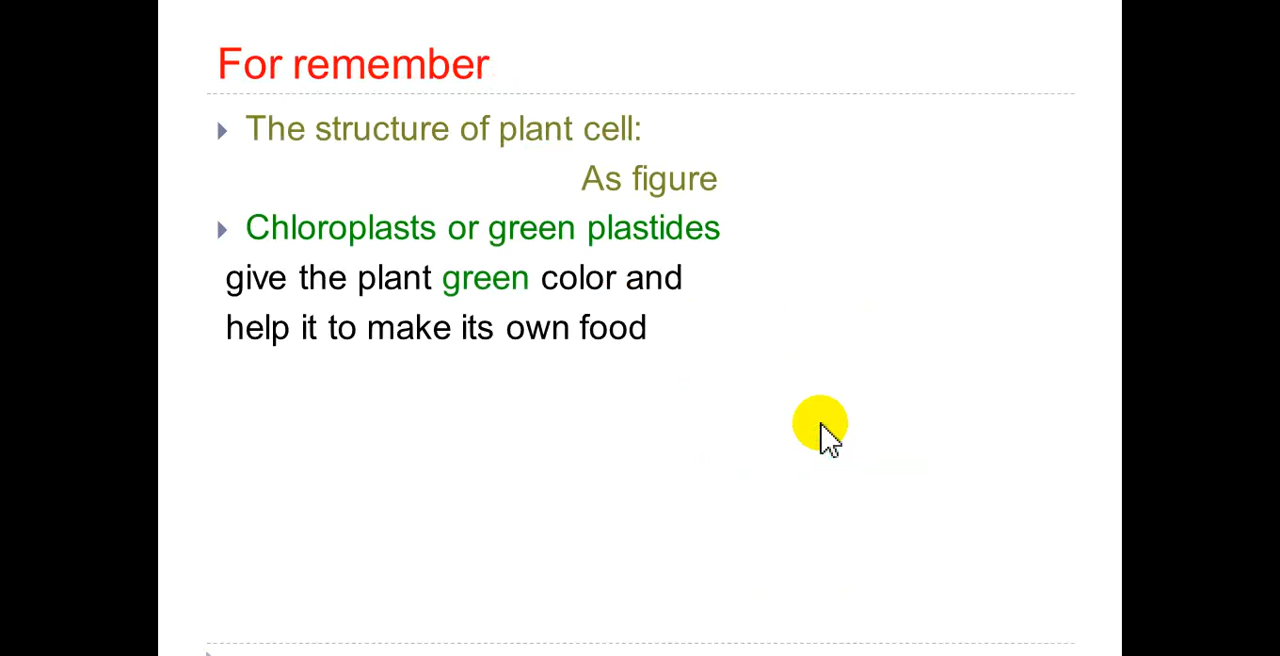 For remember
The structure of plant cell:
As figure
Chloroplasts or green plastides
give the plant green color and
help it to make its own food